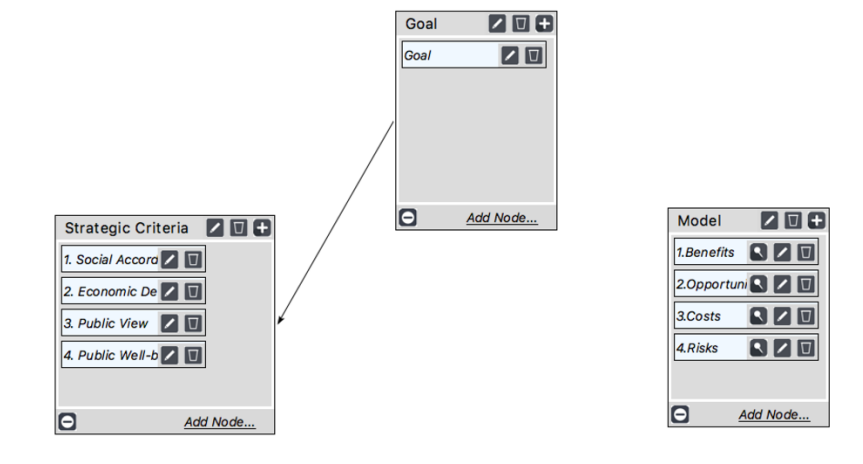 Goal
Goal
Add Node...
Strategic Criteria
1. Social Accord
2. Economic De
3. Public View
4. Public Well-b
Add Node...
Model
1.Benefits
2.Opportuni
3.Costs
4.Risks
Add Node...